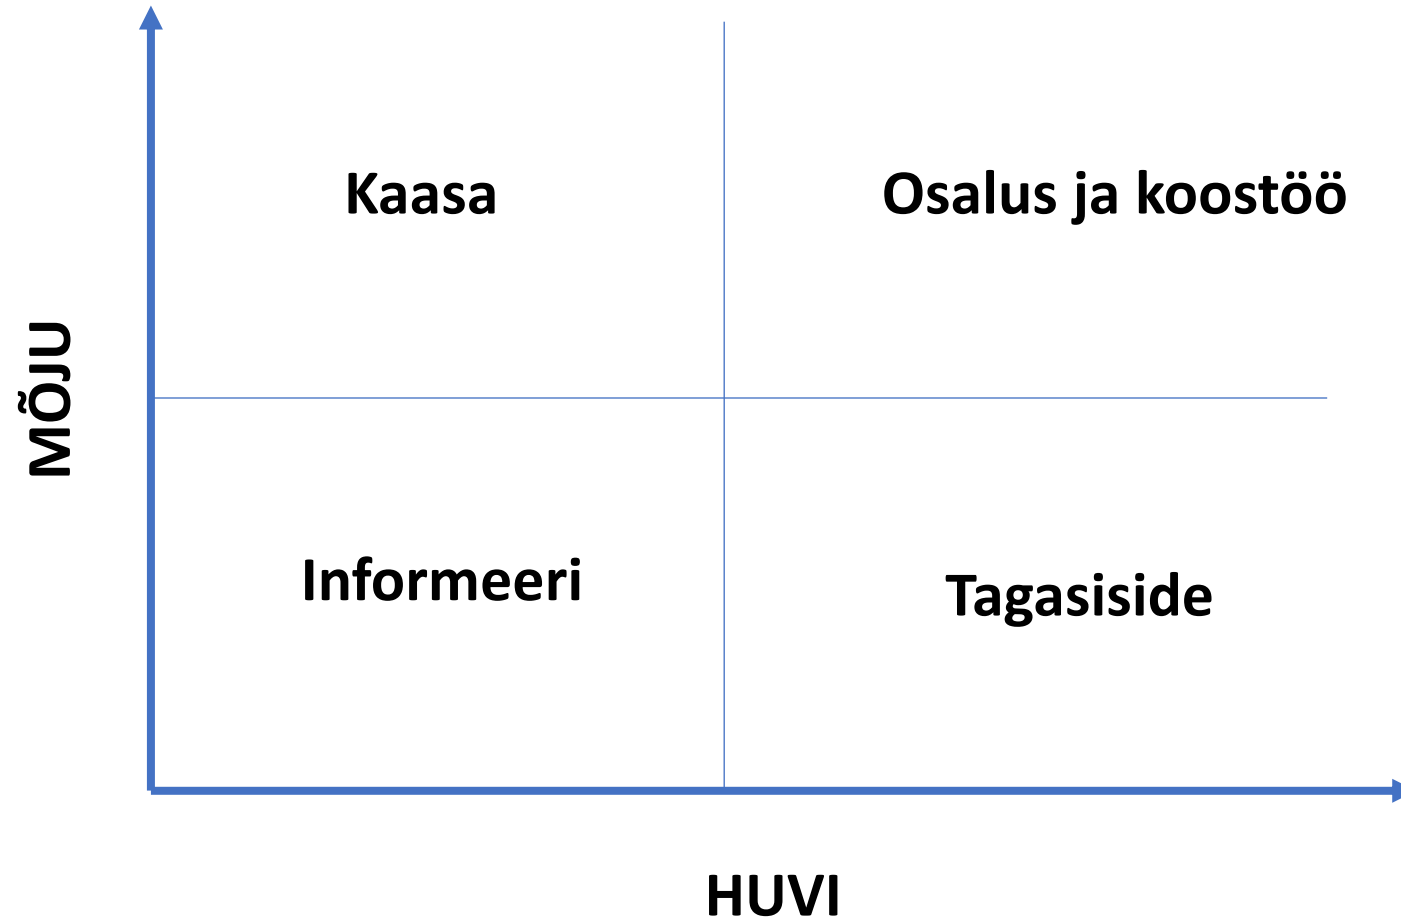 Kaasa
Osalus ja koostöö
MÕJU
Informeeri
Tagasiside
HUVI